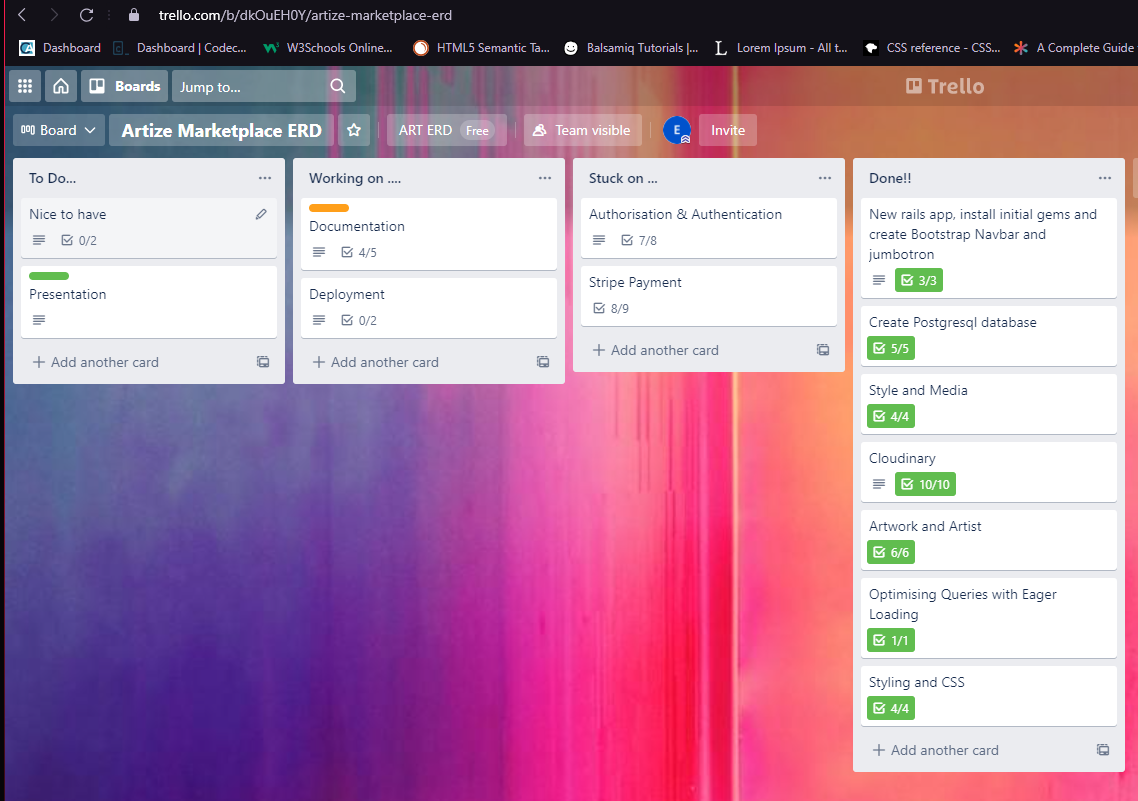 trello.com/b/dkOuEH0Y/artize-marketplace-erd
Dashboard
Dashboard | Codec...
W3Schools Online...
HTML5 Semantic Ta...
Balsamiq Tutorials |...
Lorem Ipsum - All t...
CSS reference - CSS...
A Complete Guide
Boards
Jump to...
Trello
Board
Artize Marketplace ERD
ART ERD
Free
Team visible
E
Invite
To Do...
Nice to have
0/2
Presentation
+ Add another card
Working on ....
Documentation
4/5
Deployment
0/2
+ Add another card
Stuck on ...
Authorisation & Authentication
7/8
Stripe Payment
8/9
+ Add another card
Done!!
New rails app, install initial gems and
create Bootstrap Navbar and
jumbotron
3/3
Create Postgresql database
5/5
Style and Media
4/4
Cloudinary
10/10
Artwork and Artist
6/6
Optimising Queries with Eager
Loading
1/1
Styling and CSS
4/4
+ Add another card